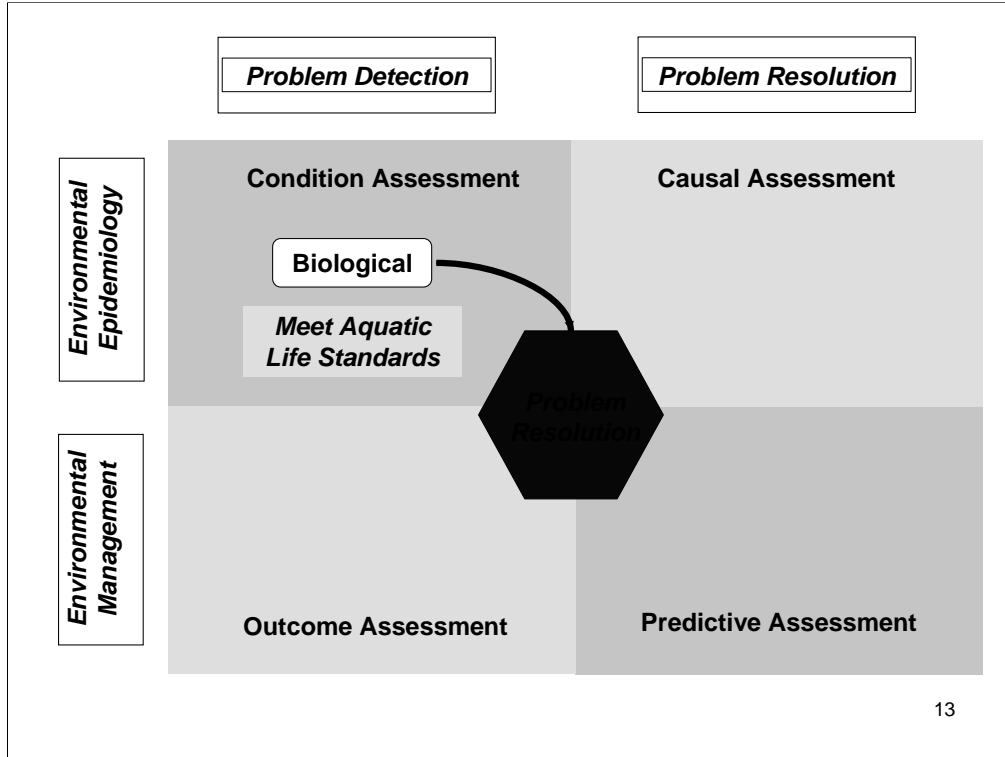 Problem Detection
Problem Resolution
Environmental
Epidemiology
Condition Assessment
Causal Assessment
Biological
Meet Aquatic
Life Standards
Problem
Resolution
Environmental
Management
Outcome Assessment
Predictive Assessment
13